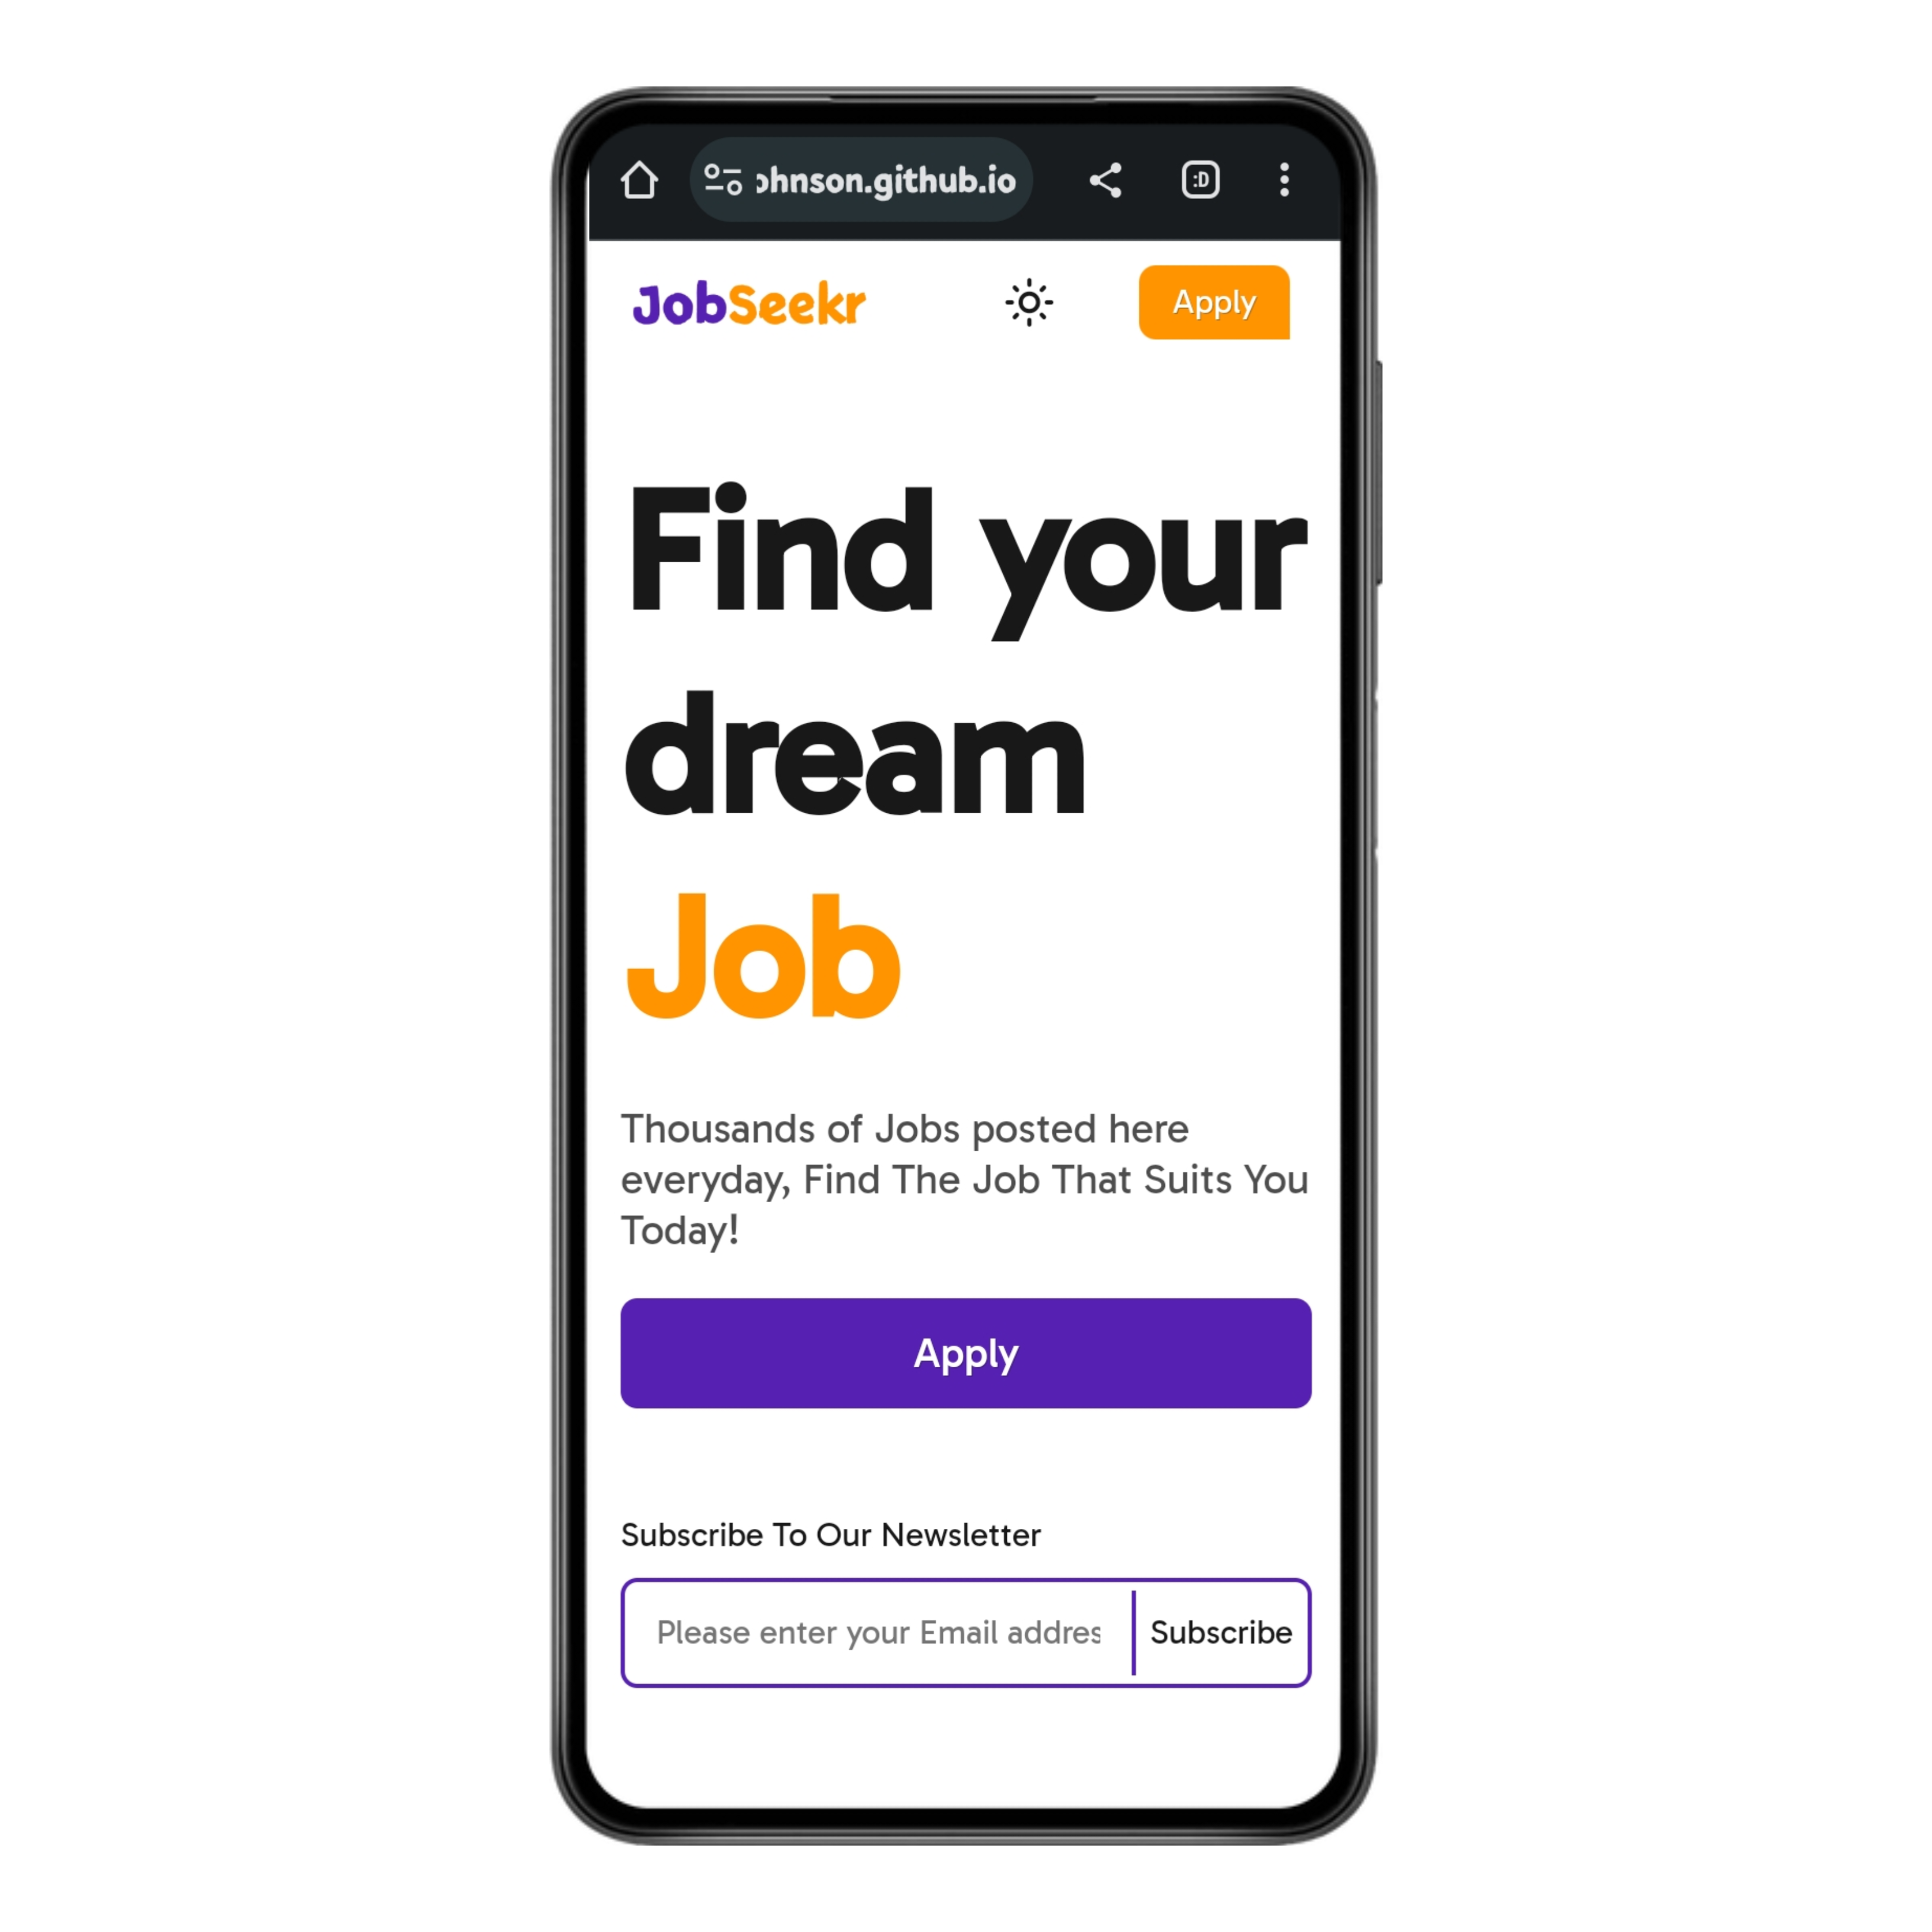 ohnson.github.io
:D
JobSeekr
Apply
Find your
dream
Job
Thousands of Jobs posted here
everyday, Find The Job That Suits You
Today!
Apply
Subscribe To Our Newsletter
Please enter your Email addres
Subscribe